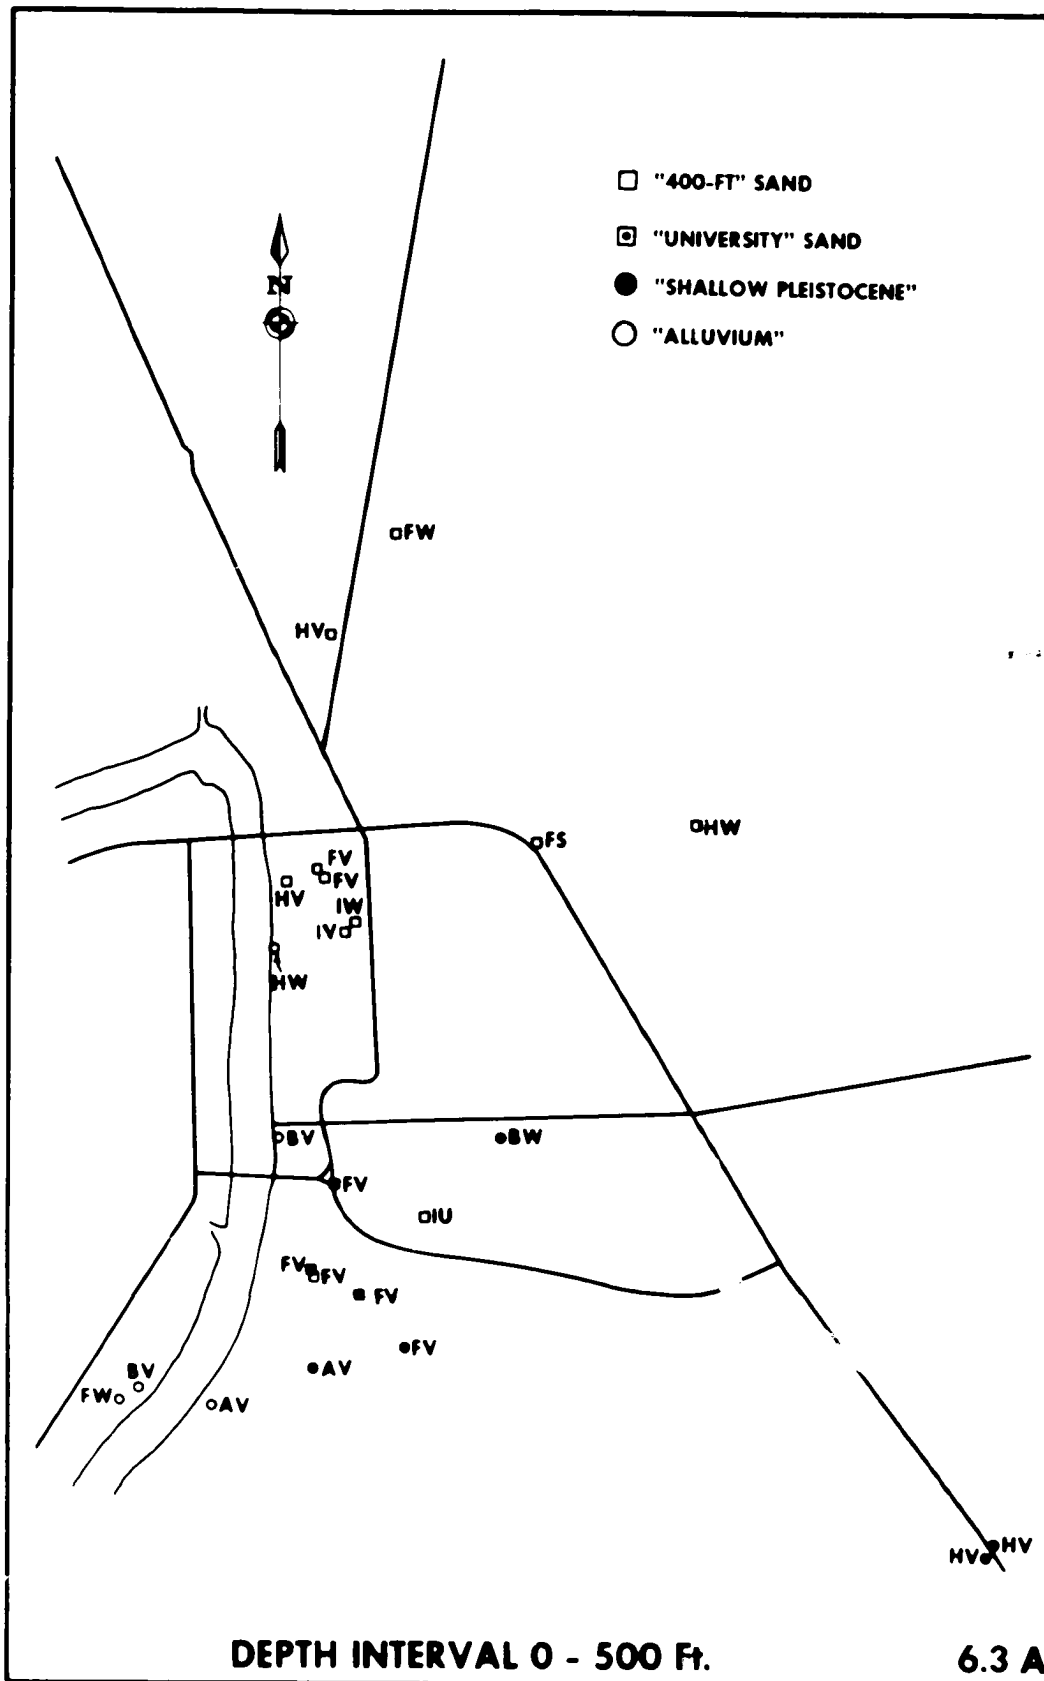 "400-FT" SAND
"UNIVERSITY" SAND
"SHALLOW PLEISTOCENE"
"ALLUVIUM"
N
FW
HV
HW
FS
FV
FV
HV
IW
IV
HW
BV
BW
FV
IU
FV
FV
FV
FV
AV
BV
FW
AV
HV
HV
DEPTH INTERVAL 0 - 500 Ft.
6.3 A